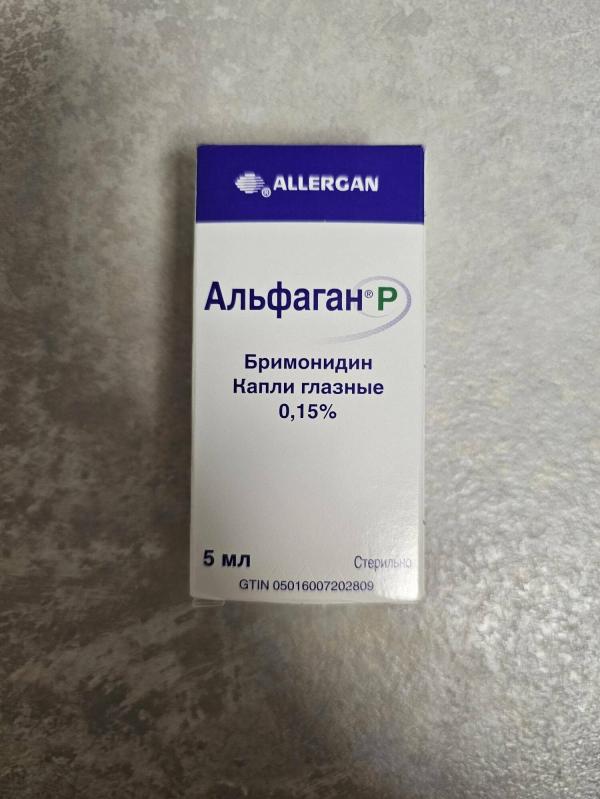 ® ALLERGAN
Альфаган® P
Бримонидин
Капли глазные
0,15%
5 мл
Стерильно
GTIN 05016007202809